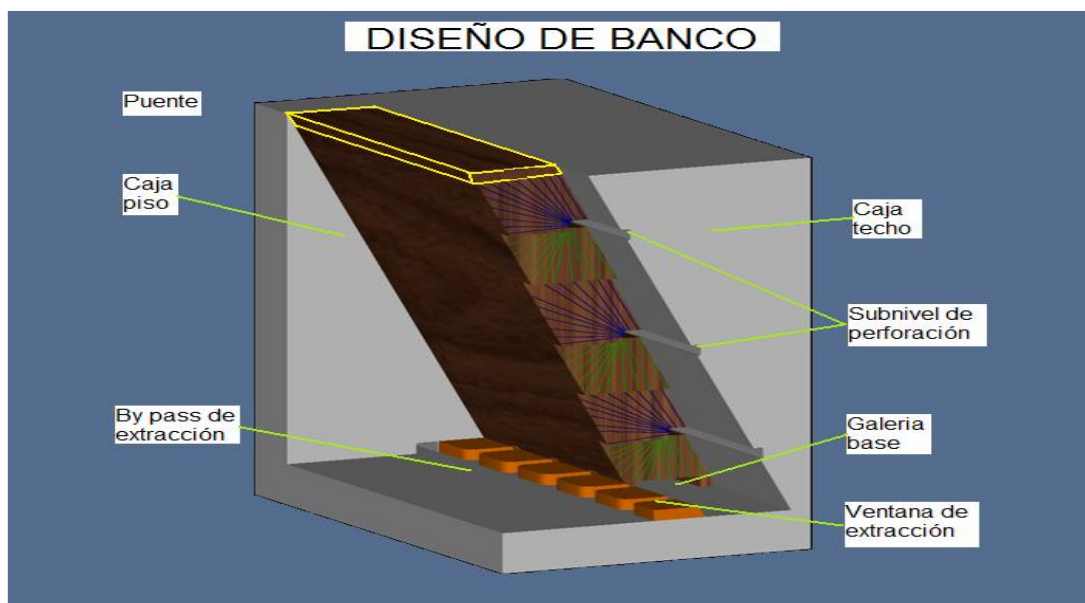 DISEÑO DE BANCO
Puente
Caja
piso
Caja
techo
Subnivel de
perforación
By pass de
extracción
Galeria
base
Ventana de
extracción